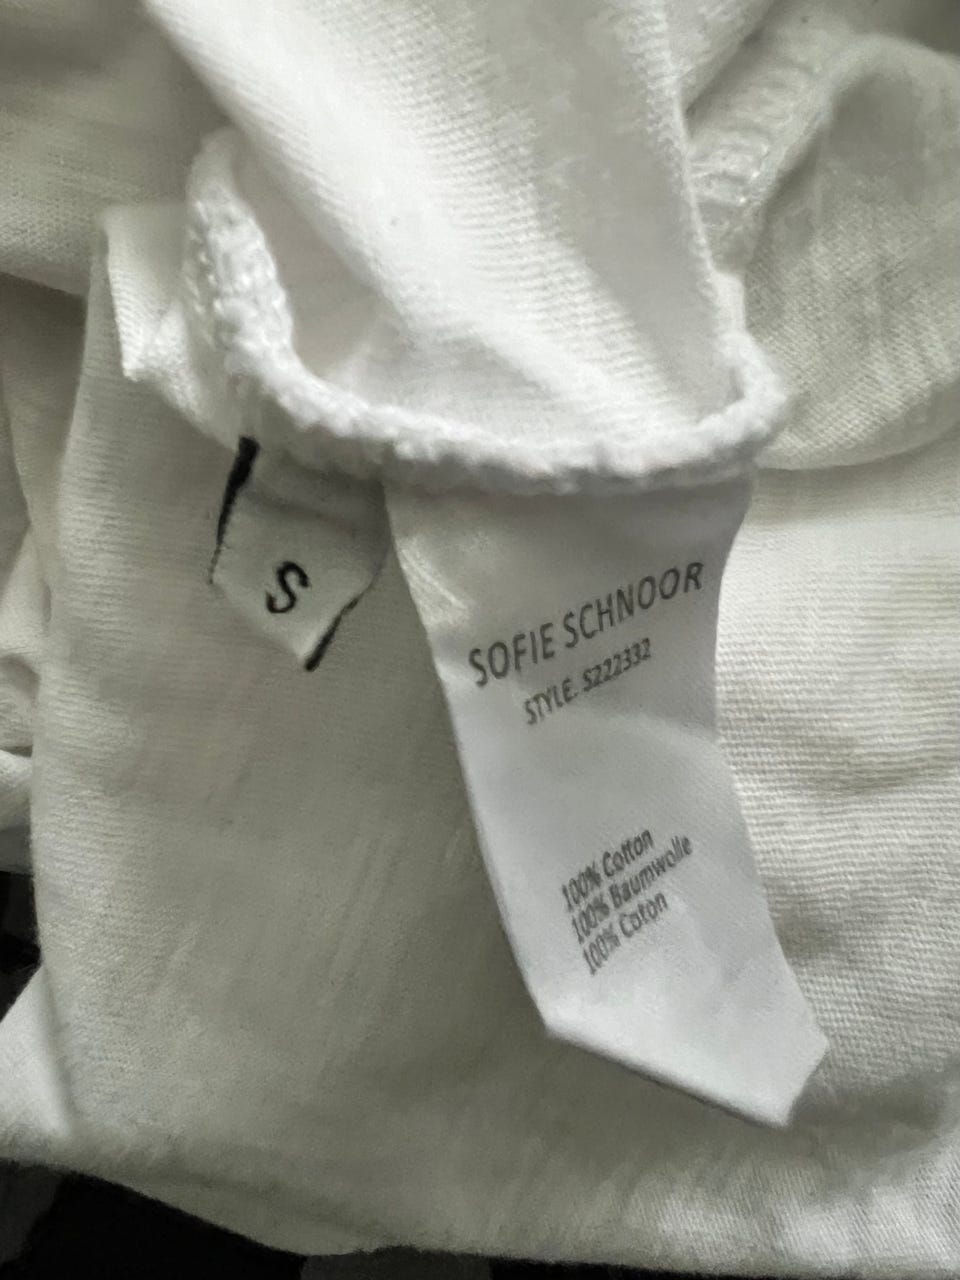 S
SOFIE SCHNOOR
STYLE. S222332
100% Cotton
100% Baumwolle
100% Coton